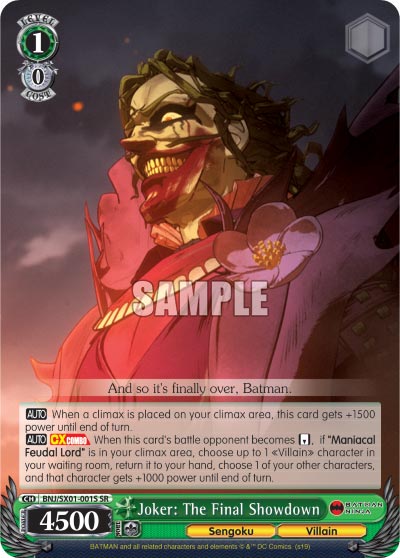 LEVEL
1
0
COST
SAMPLE
And so it's finally over, Batman.
AUTO When a climax is placed on your climax area, this card gets +1500
power until end of turn.
AUTO CX COMBO When this card's battle opponent becomes , if "Maniacal
Feudal Lord" is in your climax area, choose up to 1 «Villain» character in
your waiting room, return it to your hand, choose 1 of your other characters,
and that character gets +1000 power until end of turn.
CH BNJ/SX01-001S SR
Joker: The Final Showdown
BATMAN
NINJA
POWER
4500
SOUL
Sengoku
Villain
BATMAN and all related characters and elements © & ™ DC Comics. (s19)